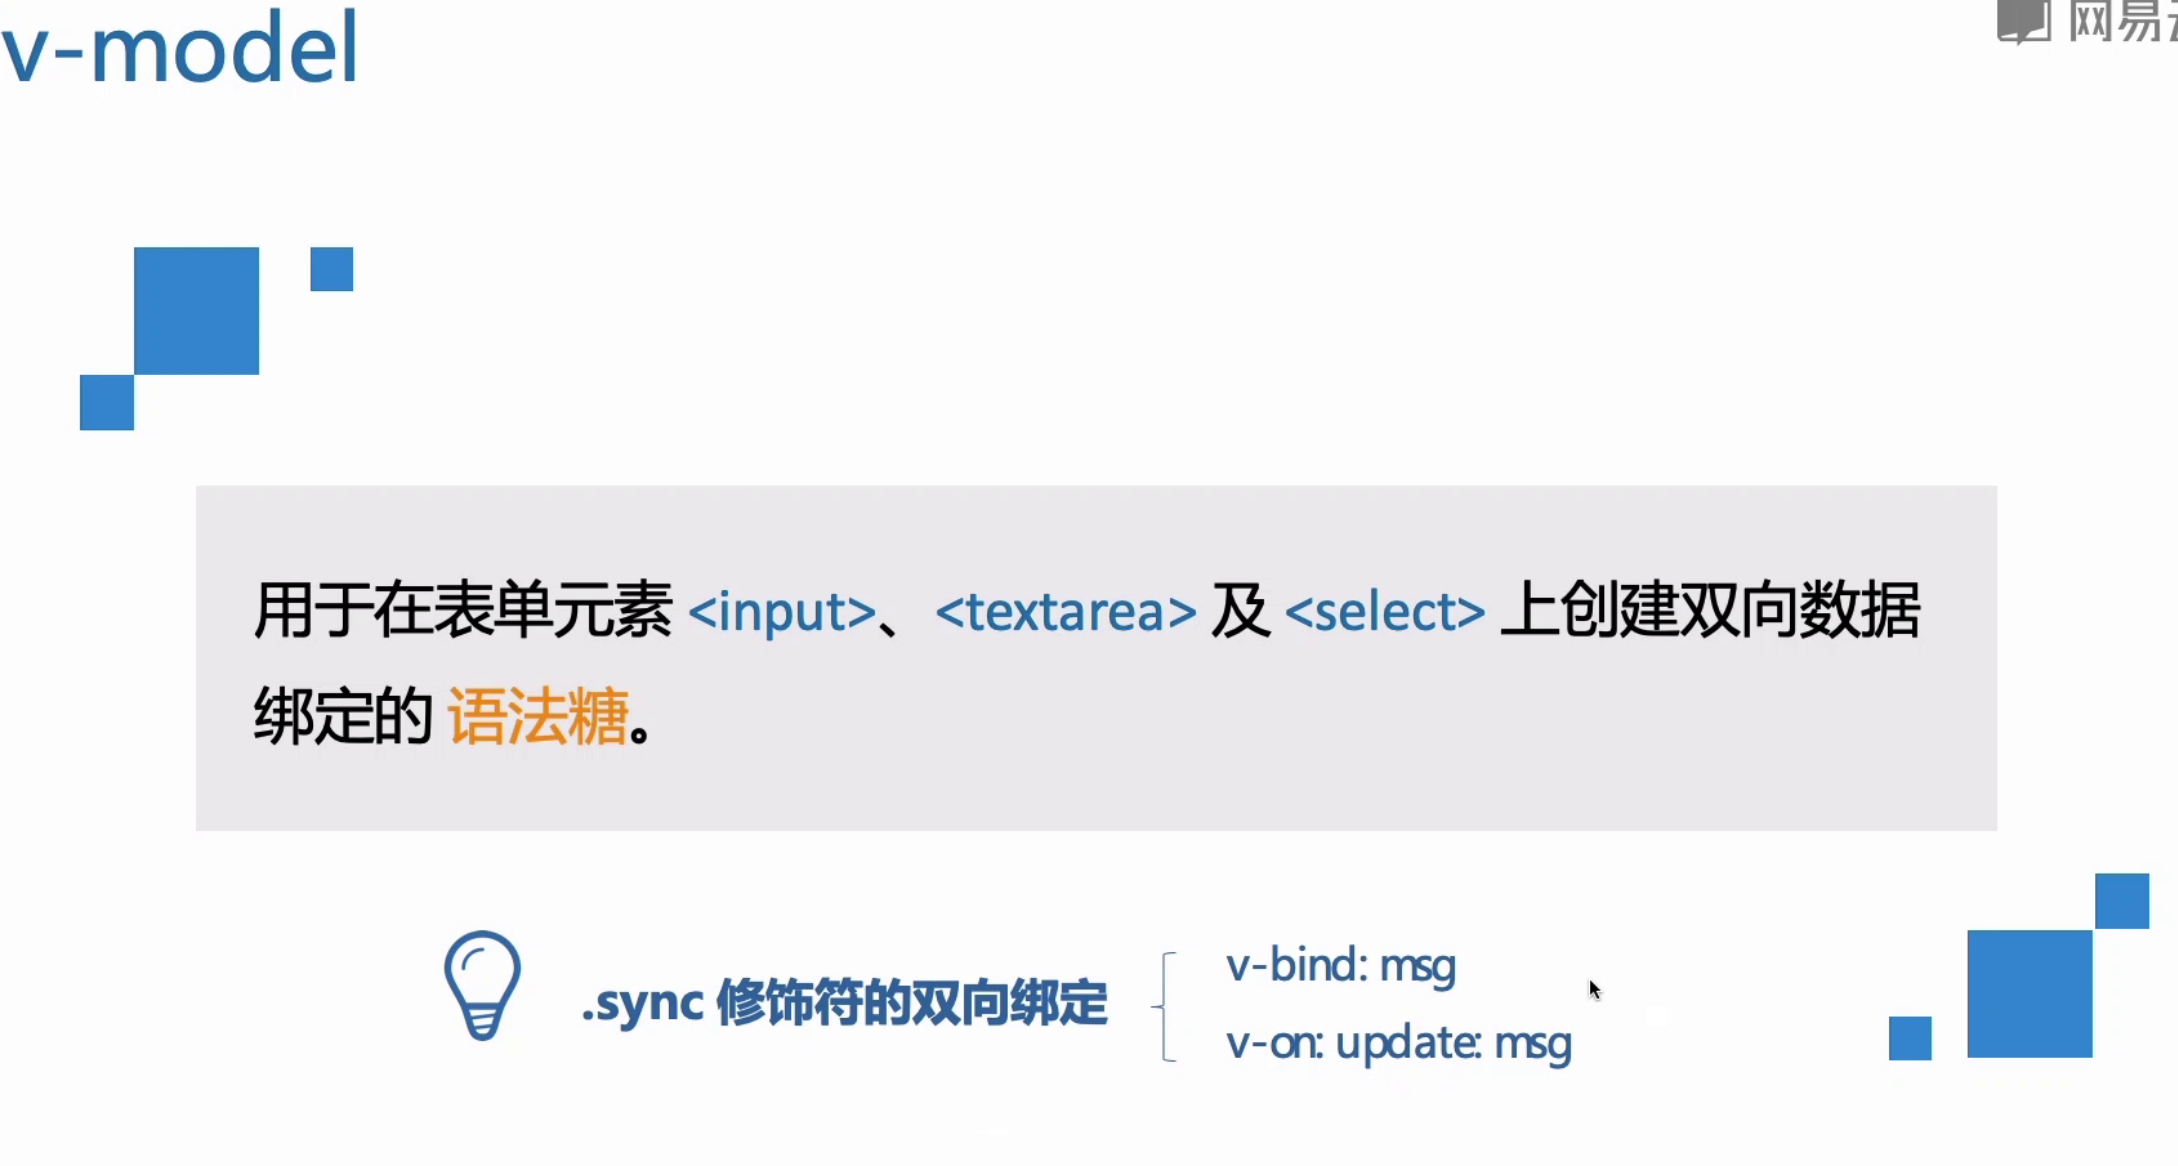 v-model
网易
用于在表单元素 <input>、<textarea> 及 <select> 上创建双向数据
绑定的 语法糖。
.sync 修饰符的双向绑定
v-bind: msg
v-on: update: msg